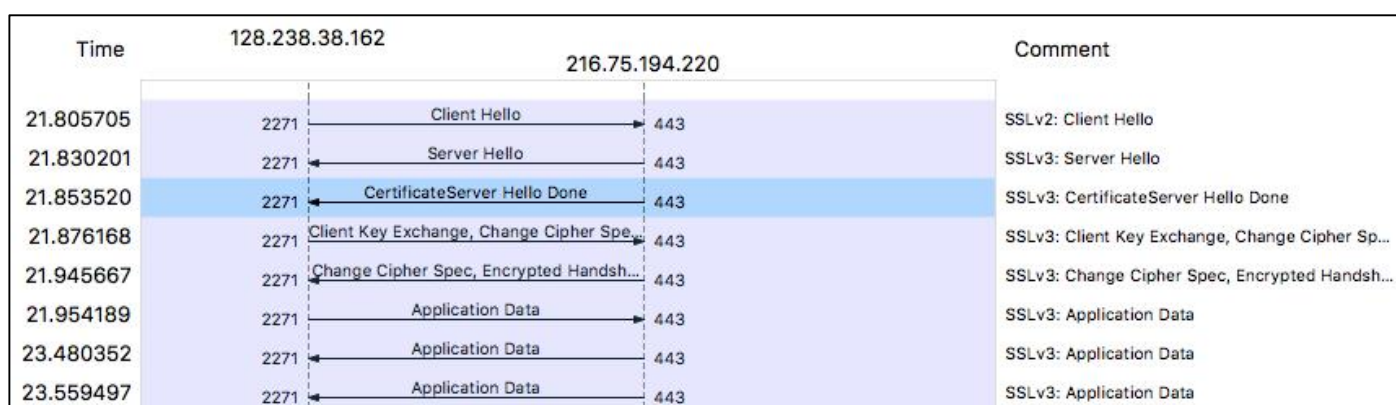 Time 128.238.38.162 216.75.194.220 Comment
21.805705 2271 Client Hello 443 SSLv2: Client Hello
21.830201 2271 Server Hello 443 SSLv3: Server Hello
21.853520 2271 CertificateServer Hello Done 443 SSLv3: CertificateServer Hello Done
21.876168 2271 Client Key Exchange, Change Cipher Spe... 443 SSLv3: Client Key Exchange, Change Cipher Sp...
21.945667 2271 Change Cipher Spec, Encrypted Handsh... 443 SSLv3: Change Cipher Spec, Encrypted Handsh...
21.954189 2271 Application Data 443 SSLv3: Application Data
23.480352 2271 Application Data 443 SSLv3: Application Data
23.559497 2271 Application Data 443 SSLv3: Application Data